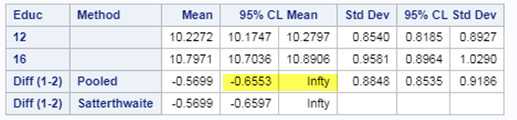 Educ Method Mean 95% CL Mean Std Dev 95% CL Std Dev
12 10.2272 10.1747 10.2797 0.8540 0.8185 0.8927
16 10.7971 10.7036 10.8906 0.9581 0.8964 1.0290
Diff (1-2) Pooled -0.5699 -0.6553 Infty 0.8848 0.8535 0.9186
Diff (1-2) Satterthwaite -0.5699 -0.6597 Infty